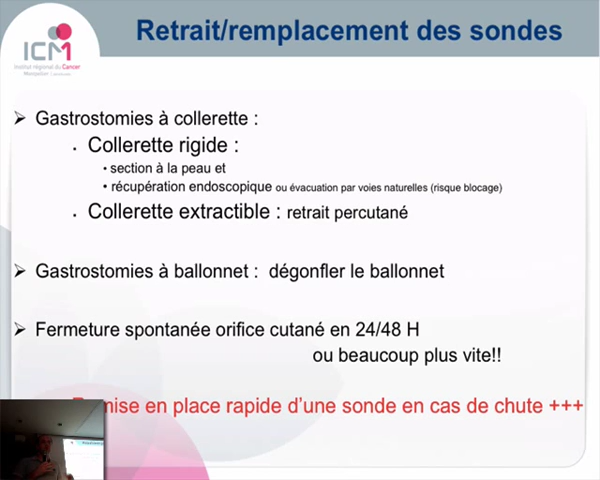 Retrait/remplacement des sondes
ICM
Institut régional du Cancer
Montpellier
➢ Gastrostomies à collerette :
• Collerette rigide :
• section à la peau et
• récupération endoscopique ou évacuation par voies naturelles (risque blocage)
• Collerette extractible : retrait percutané
➢ Gastrostomies à ballonnet : dégonfler le ballonnet
➢ Fermeture spontanée orifice cutané en 24/48 H
ou beaucoup plus vite!!
mise en place rapide d'une sonde en cas de chute +++